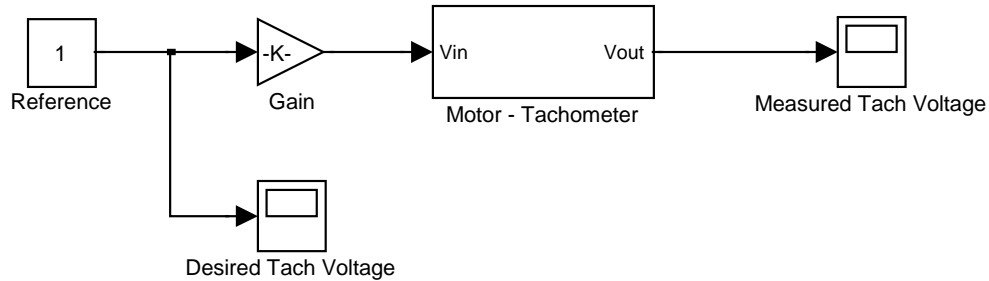 1
Reference
-K-
Gain
Vin
Vout
Motor - Tachometer
Measured Tach Voltage
Desired Tach Voltage